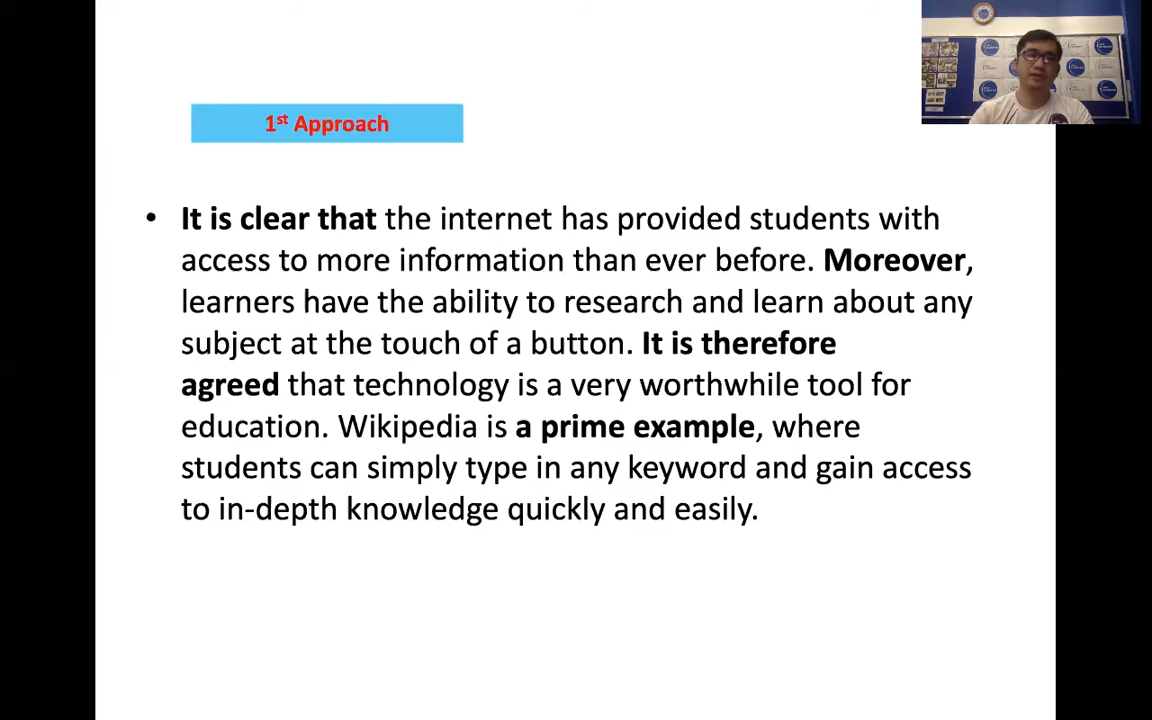 1st Approach
• It is clear that the internet has provided students with
access to more information than ever before. Moreover,
learners have the ability to research and learn about any
subject at the touch of a button. It is therefore
agreed that technology is a very worthwhile tool for
education. Wikipedia is a prime example, where
students can simply type in any keyword and gain access
to in-depth knowledge quickly and easily.